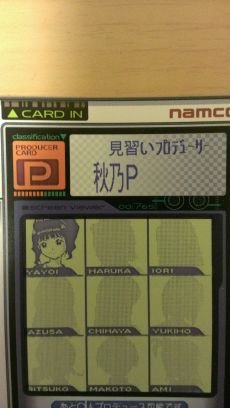 ▲CARD IN
namco
classification▼
PRODUCER CARD
P
見習いプロデューサー
秋乃P
screen viewer
YAYOI HARUKA IORI
AZUSA CHIHAYA YUKIHO
RITSUKO MAKOTO AMI